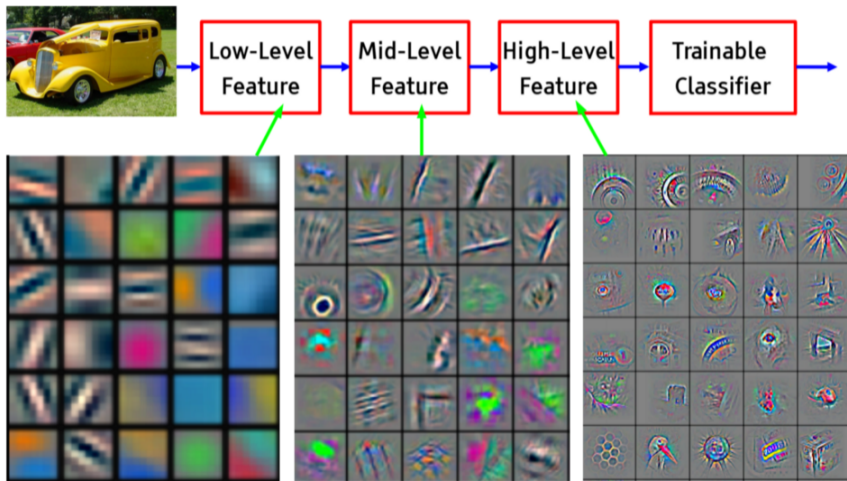 Low-Level
Feature
Mid-Level
Feature
High-Level
Feature
Trainable
Classifier